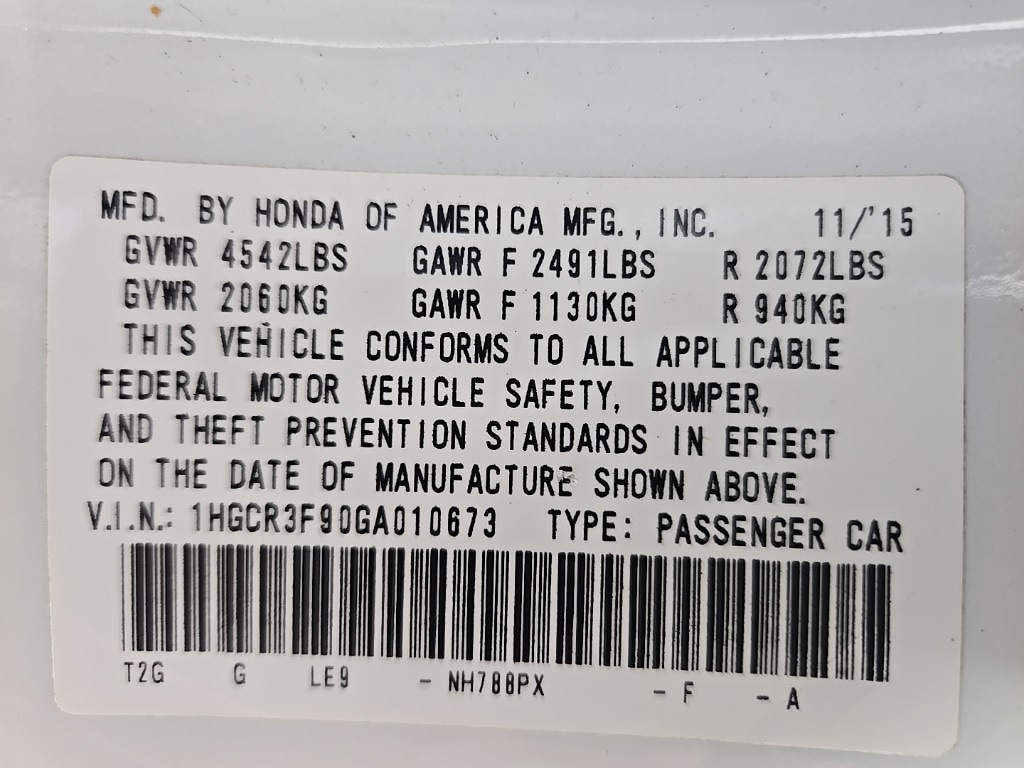 MFD. BY HONDA OF AMERICA MFG., INC. 11/'15
GVWR 4542LBS GAWR F 2491LBS R 2072LBS
GVWR 2060KG GAWR F 1130KG R 940KG
THIS VEHICLE CONFORMS TO ALL APPLICABLE
FEDERAL MOTOR VEHICLE SAFETY, BUMPER,
AND THEFT PREVENTION STANDARDS IN EFFECT
ON THE DATE OF MANUFACTURE SHOWN ABOVE.
V.I.N.: 1HGCR3F90GA010673 TYPE: PASSENGER CAR
T2G G LE9 - NH788PX - F - A